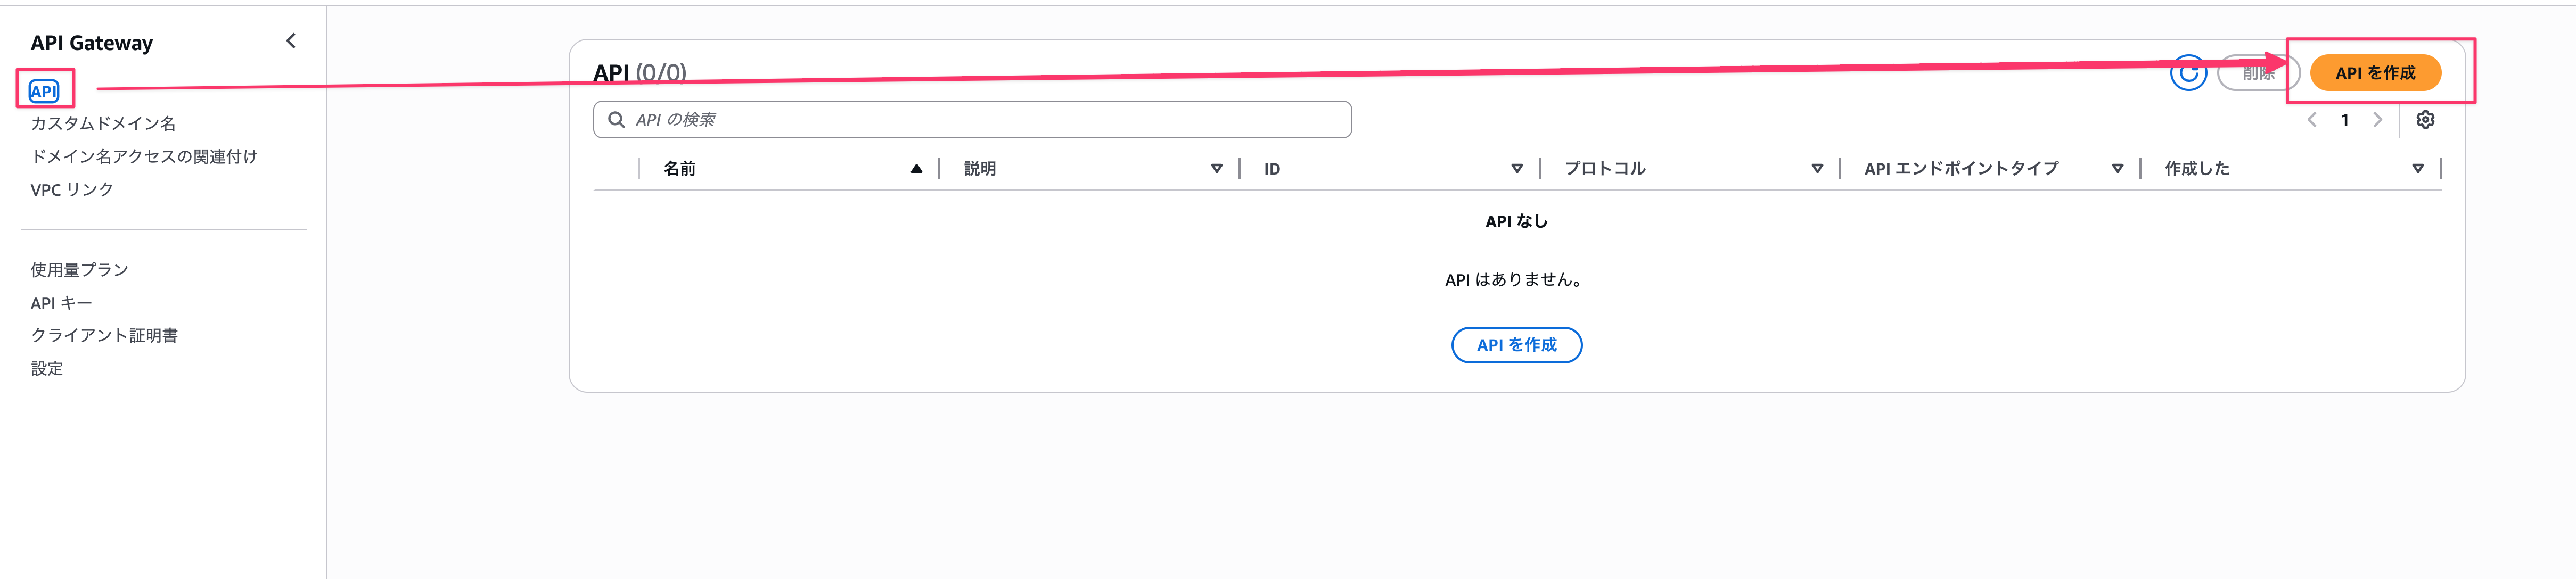 API Gateway
API
カスタムドメイン名
ドメイン名アクセスの関連付け
VPC リンク
使用量プラン
API キー
クライアント証明書
設定
API (0/0)
削除
API を作成
API の検索
1
名前
説明
ID
プロトコル
API エンドポイントタイプ
作成した
API なし
API はありません。
API を作成